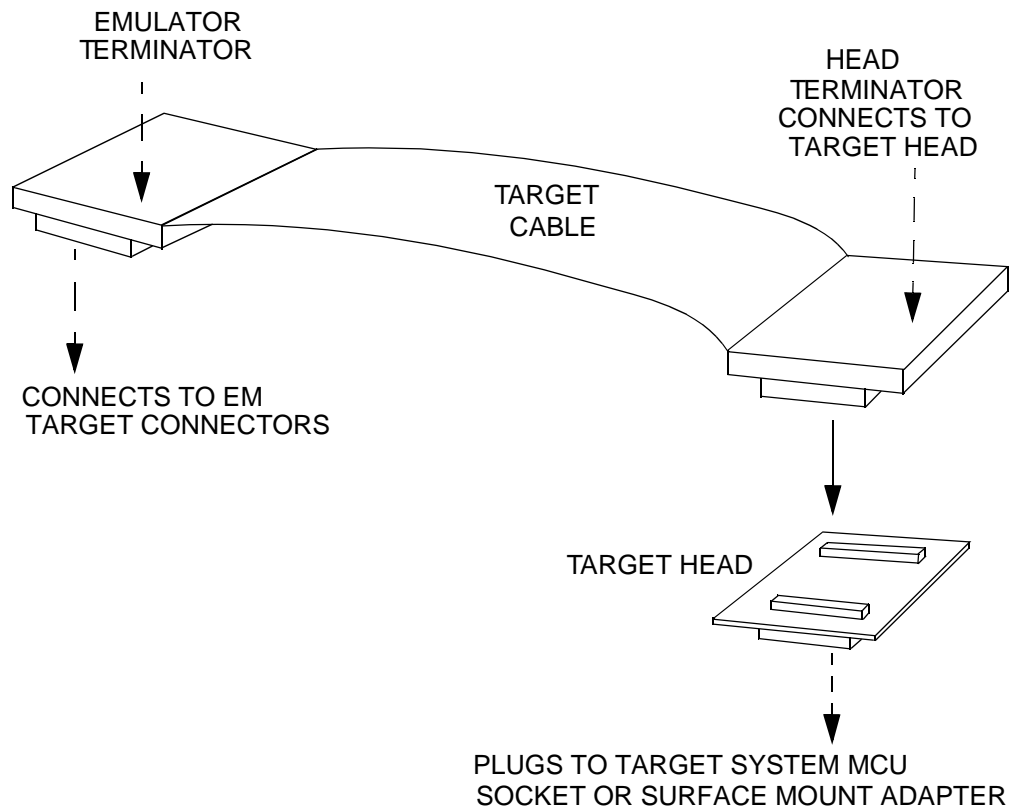 EMULATOR
TERMINATOR
HEAD
TERMINATOR
CONNECTS TO
TARGET HEAD
TARGET
CABLE
CONNECTS TO EM
TARGET CONNECTORS
TARGET HEAD
PLUGS TO TARGET SYSTEM MCU
SOCKET OR SURFACE MOUNT ADAPTER